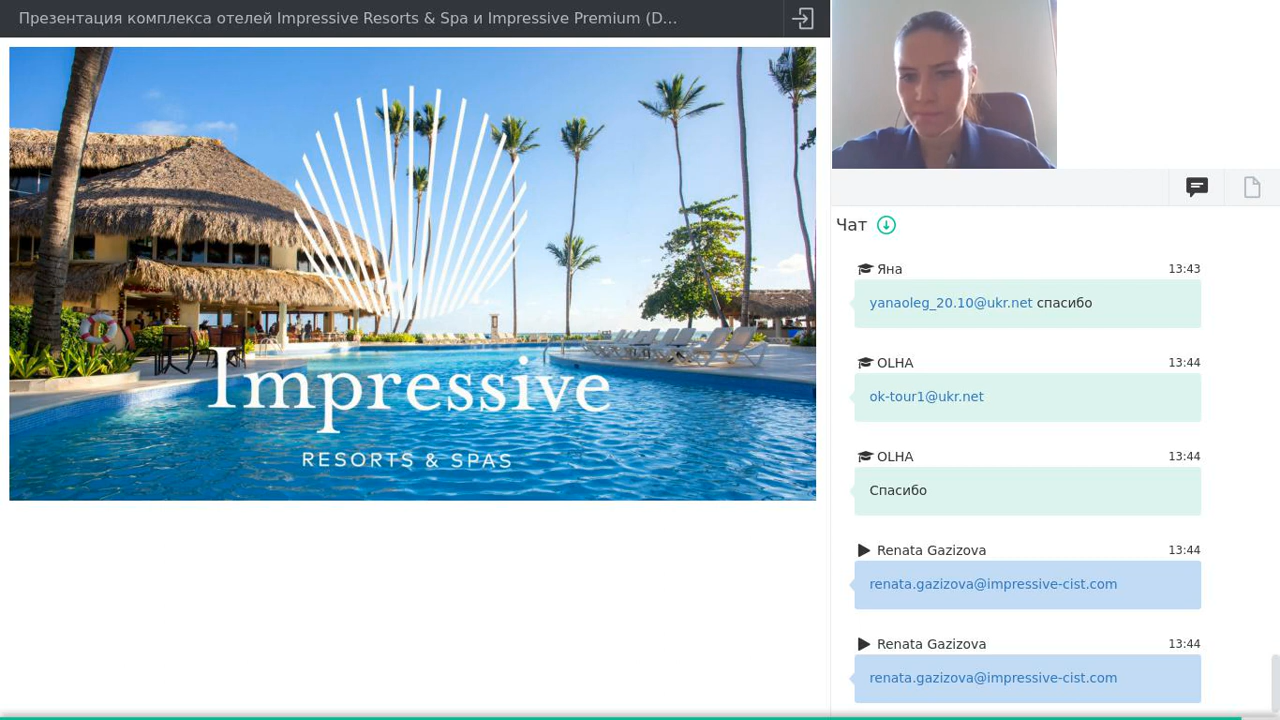 Презентация комплекса отелей Impressive Resorts & Spa и Impressive Premium (D...
Impressive
RESORTS & SPAS
Чат
Яна 13:43
yanaoleg_20.10@ukr.net спасибо
OLHA 13:44
ok-tour1@ukr.net
OLHA 13:44
Спасибо
Renata Gazizova 13:44
renata.gazizova@impressive-cist.com
Renata Gazizova 13:44
renata.gazizova@impressive-cist.com